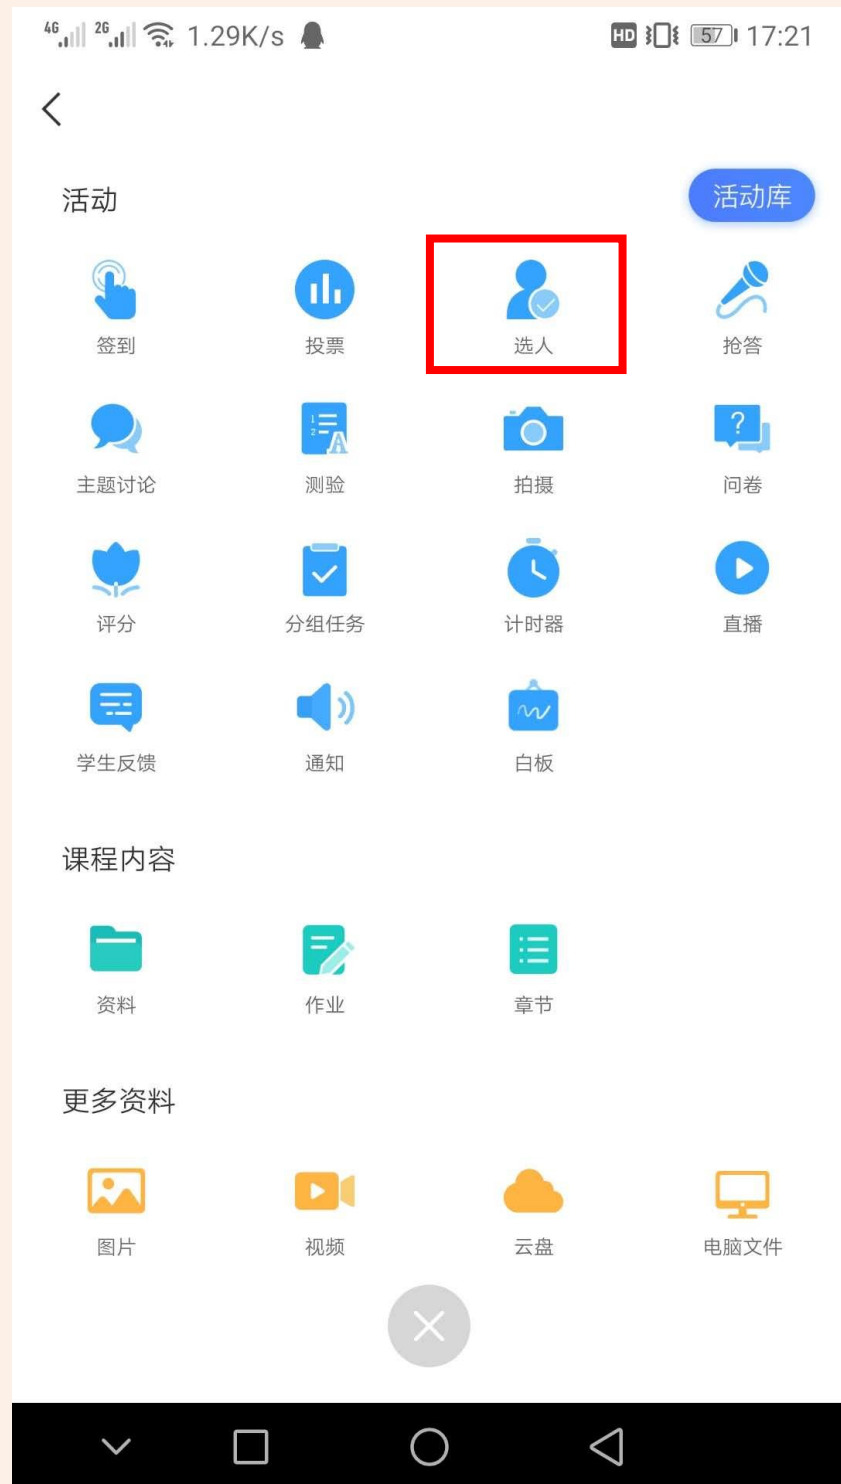 4G 2G 1.29K/s HD 57 17:21
活动 活动库
签到 投票 选人 抢答
主题讨论 测验 拍摄 问卷
评分 分组任务 计时器 直播
学生反馈 通知 白板
课程内容
资料 作业 章节
更多资料
图片 视频 云盘 电脑文件